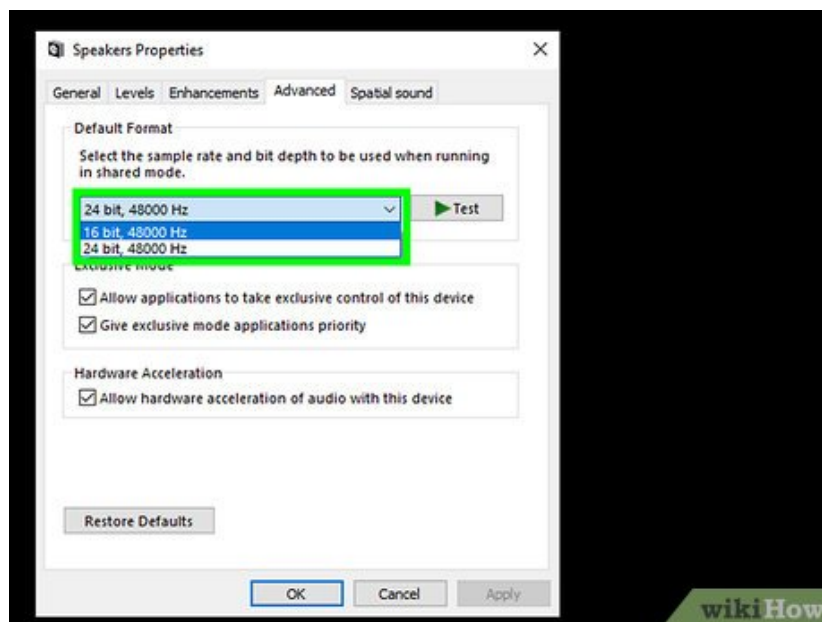 Speakers Properties
General Levels Enhancements Advanced Spatial sound
Default Format
Select the sample rate and bit depth to be used when running
in shared mode.
24 bit, 48000 Hz
Test
16 bit, 48000 Hz
24 bit, 48000 Hz
Exclusive mode
Allow applications to take exclusive control of this device
Give exclusive mode applications priority
Hardware Acceleration
Allow hardware acceleration of audio with this device
Restore Defaults
OK Cancel Apply
wikiHow